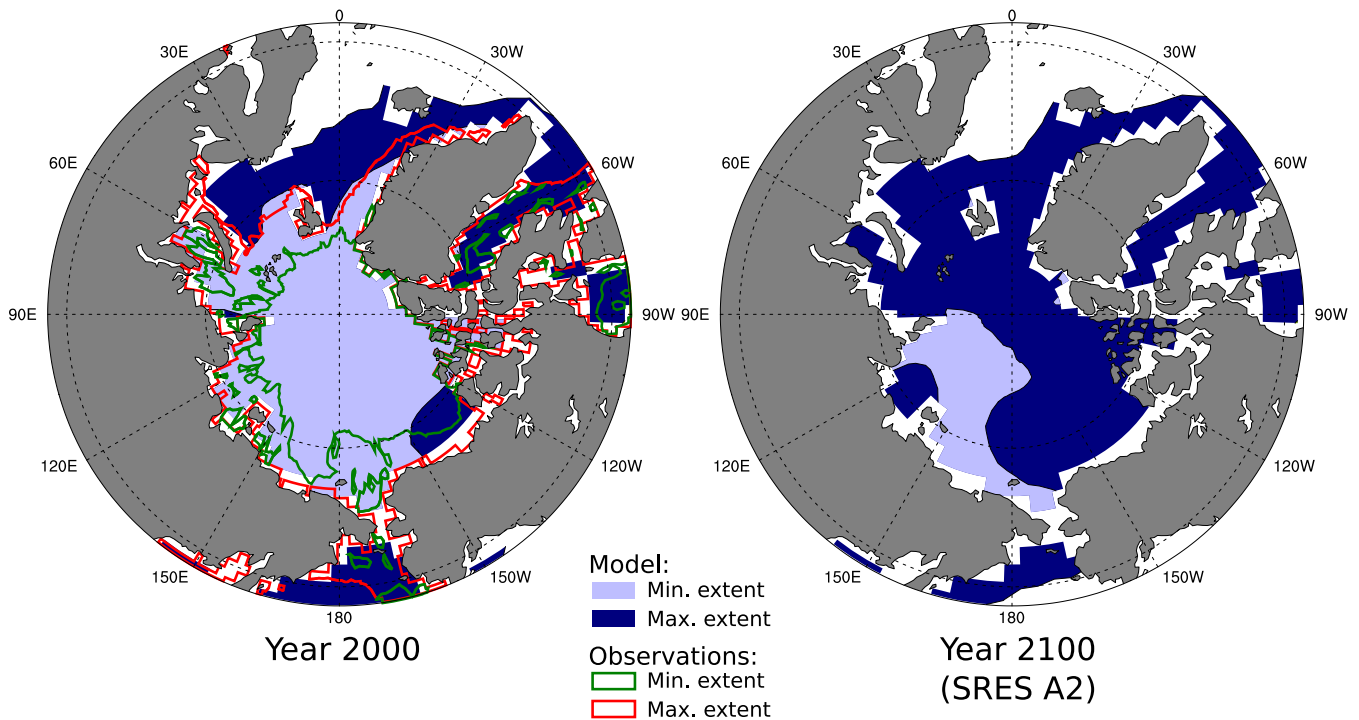 0
30E
30W
60E
60W
90E
90W
120E
120W
150E
150W
180
Year 2000
0
30W
60W
90E
90W
120E
120W
150E
150W
180
Year 2100
(SRES A2)
30E
60E
Model:
Min. extent
Max. extent
Observations:
Min. extent
Max. extent